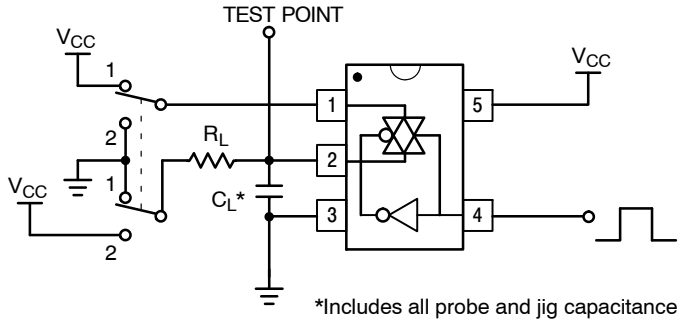 TEST POINT
VCC
1
2
RL
1
VCC
2
CL*
1
2
3
5
4
VCC
*Includes all probe and jig capacitance